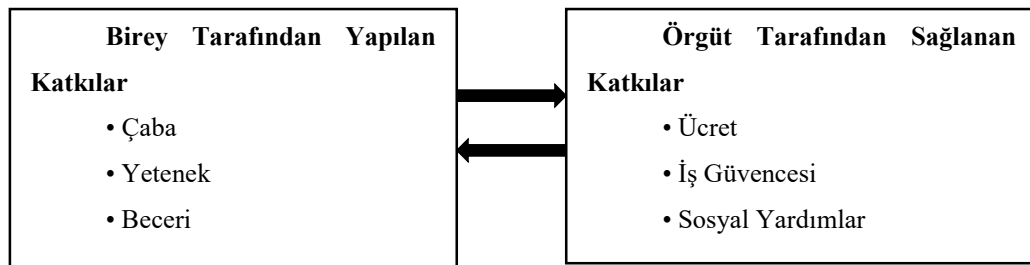 Birey Tarafından Yapılan
Katkılar
• Çaba
• Yetenek
• Beceri
Örgüt Tarafından Sağlanan
Katkılar
• Ücret
• İş Güvencesi
• Sosyal Yardımlar